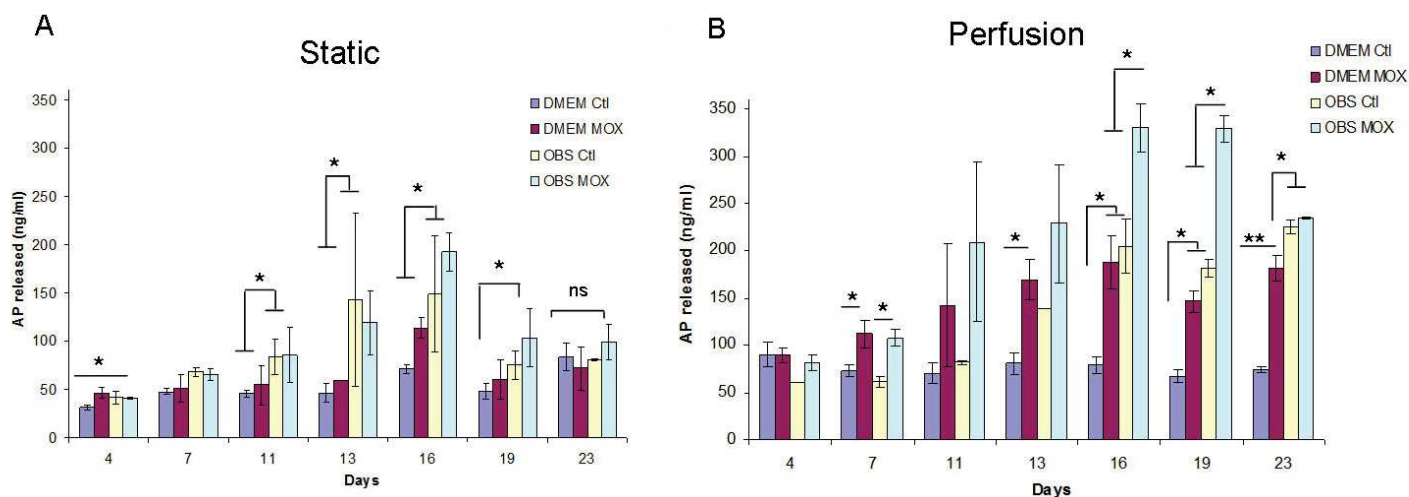 A
Static
350
300
250
200
150
100
50
0
AP released (ng/ml)
DMEM Ctl
DMEM MOX
OBS Ctl
OBS MOX
*
*
*
*
*
ns
4 7 11 13 16 19 23
Days
B
Perfusion
350
300
250
200
150
100
50
0
AP released (ng/ml)
DMEM Ctl
DMEM MOX
OBS Ctl
OBS MOX
*
*
*
*
*
*
*
**
*
4 7 11 13 16 19 23
Days